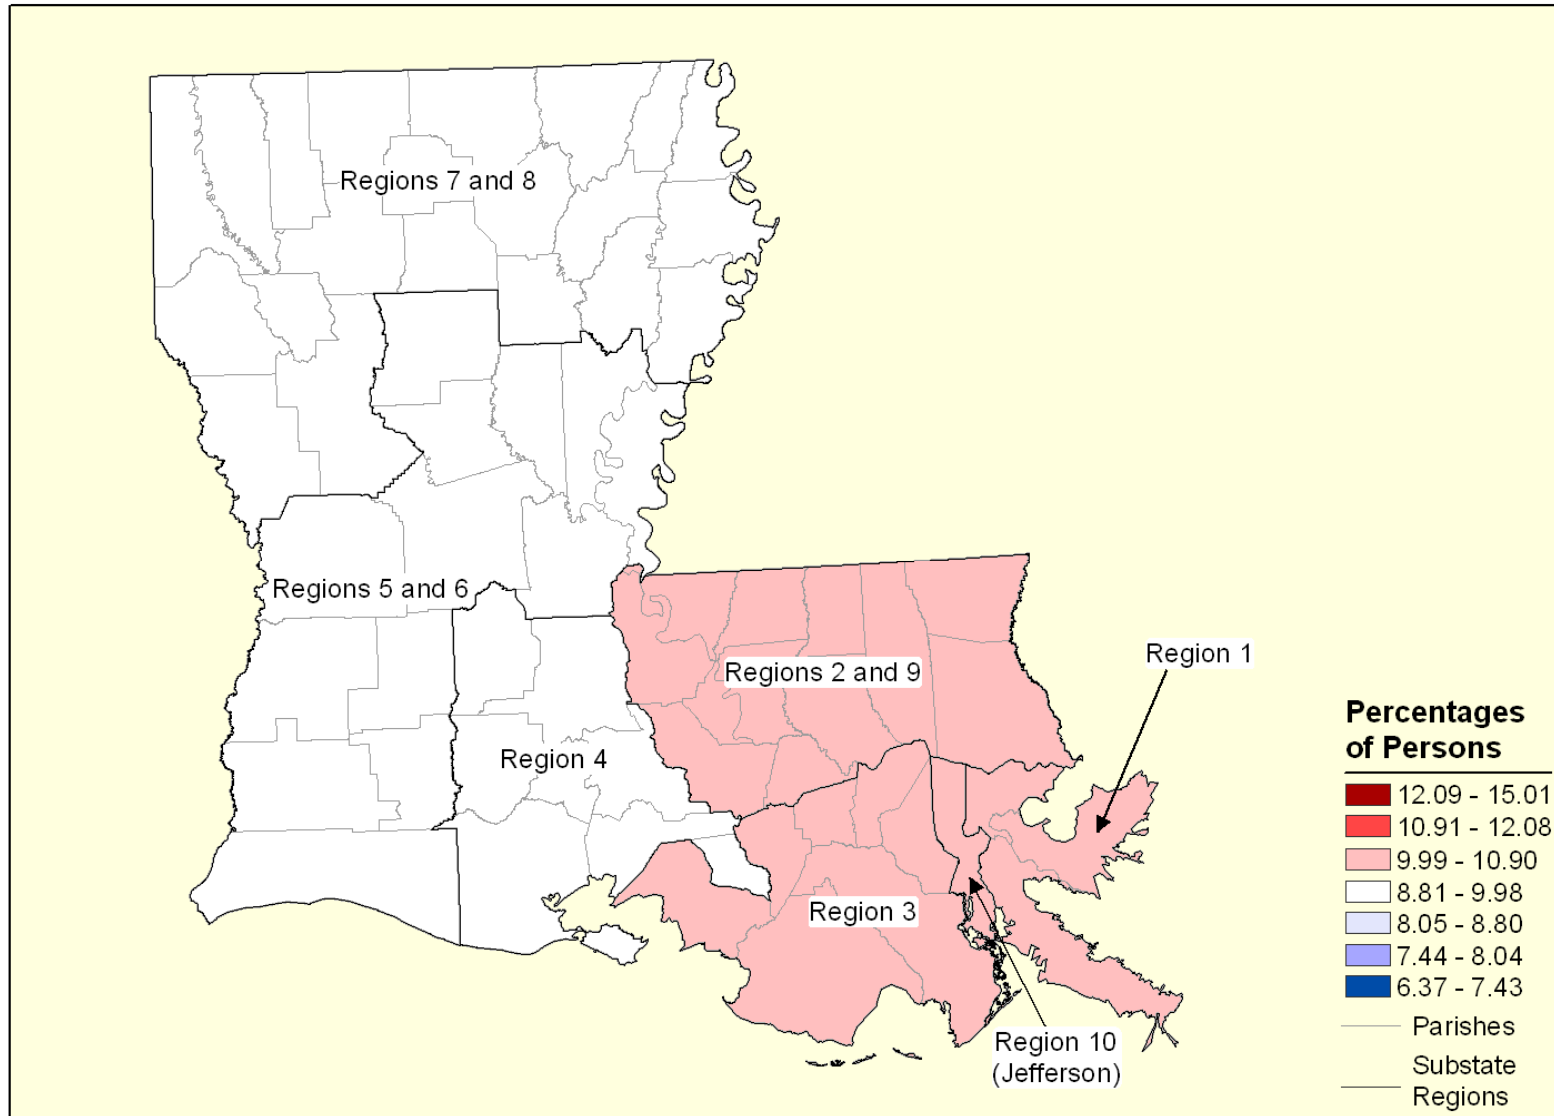 Regions 7 and 8
Regions 5 and 6
Regions 2 and 9
Region 1
Region 4
Region 3
Region 10
(Jefferson)
Percentages
of Persons
12.09 - 15.01
10.91 - 12.08
9.99 - 10.90
8.81 - 9.98
8.05 - 8.80
7.44 - 8.04
6.37 - 7.43
Parishes
Substate
Regions